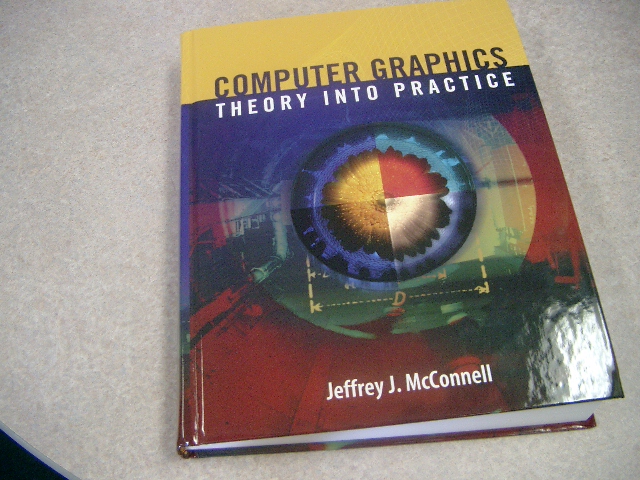 COMPUTER GRAPHICS
THEORY INTO PRACTICE
D
Jeffrey J. McConnell